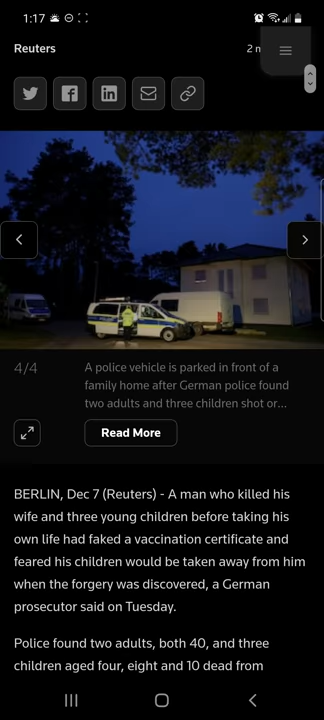 1:17
Reuters
2 m
4/4
A police vehicle is parked in front of a
family home after German police found
two adults and three children shot or...
Read More
BERLIN, Dec 7 (Reuters) - A man who killed his
wife and three young children before taking his
own life had faked a vaccination certificate and
feared his children would be taken away from him
when the forgery was discovered, a German
prosecutor said on Tuesday.
Police found two adults, both 40, and three
children aged four, eight and 10 dead from